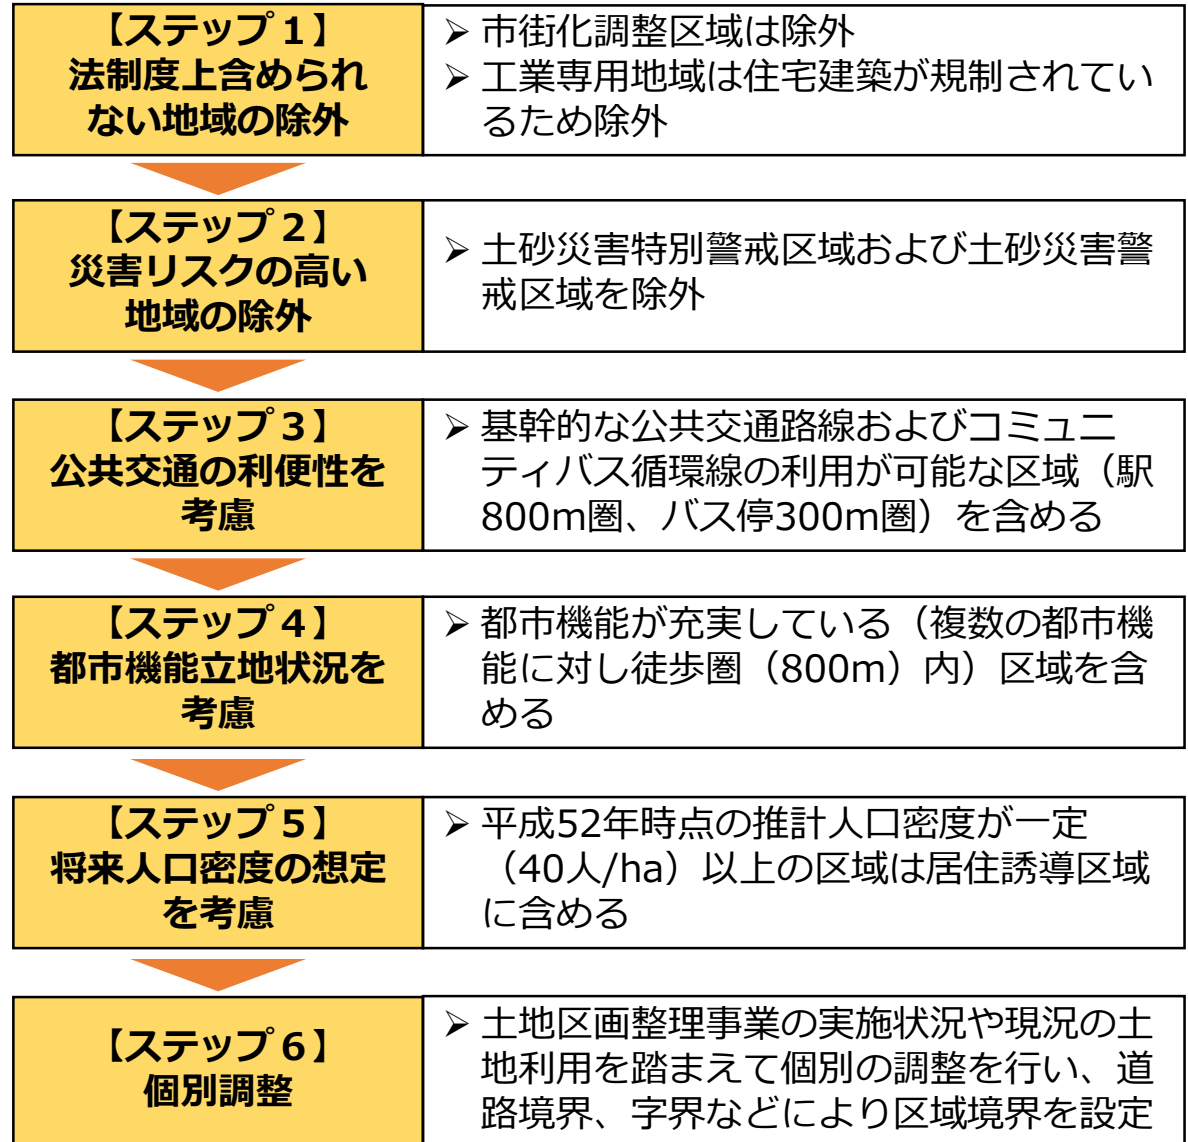 【ステップ１】
法制度上含められ
ない地域の除外
➢ 市街化調整区域は除外
➢ 工業専用地域は住宅建築が規制されてい
るため除外
【ステップ２】
災害リスクの高い
地域の除外
➢ 土砂災害特別警戒区域および土砂災害警
戒区域を除外
【ステップ３】
公共交通の利便性を
考慮
➢ 基幹的な公共交通路線およびコミュニ
ティバス循環線の利用が可能な区域（駅
800m圏、バス停300m圏）を含める
【ステップ４】
都市機能立地状況を
考慮
➢ 都市機能が充実している（複数の都市機
能に対し徒歩圏（800m）内）区域を含
める
【ステップ５】
将来人口密度の想定
を考慮
➢ 平成52年時点の推計人口密度が一定
（40人/ha）以上の区域は居住誘導区域
に含める
【ステップ６】
個別調整
➢ 土地区画整理事業の実施状況や現況の土
地利用を踏まえて個別の調整を行い、道
路境界、字界などにより区域境界を設定